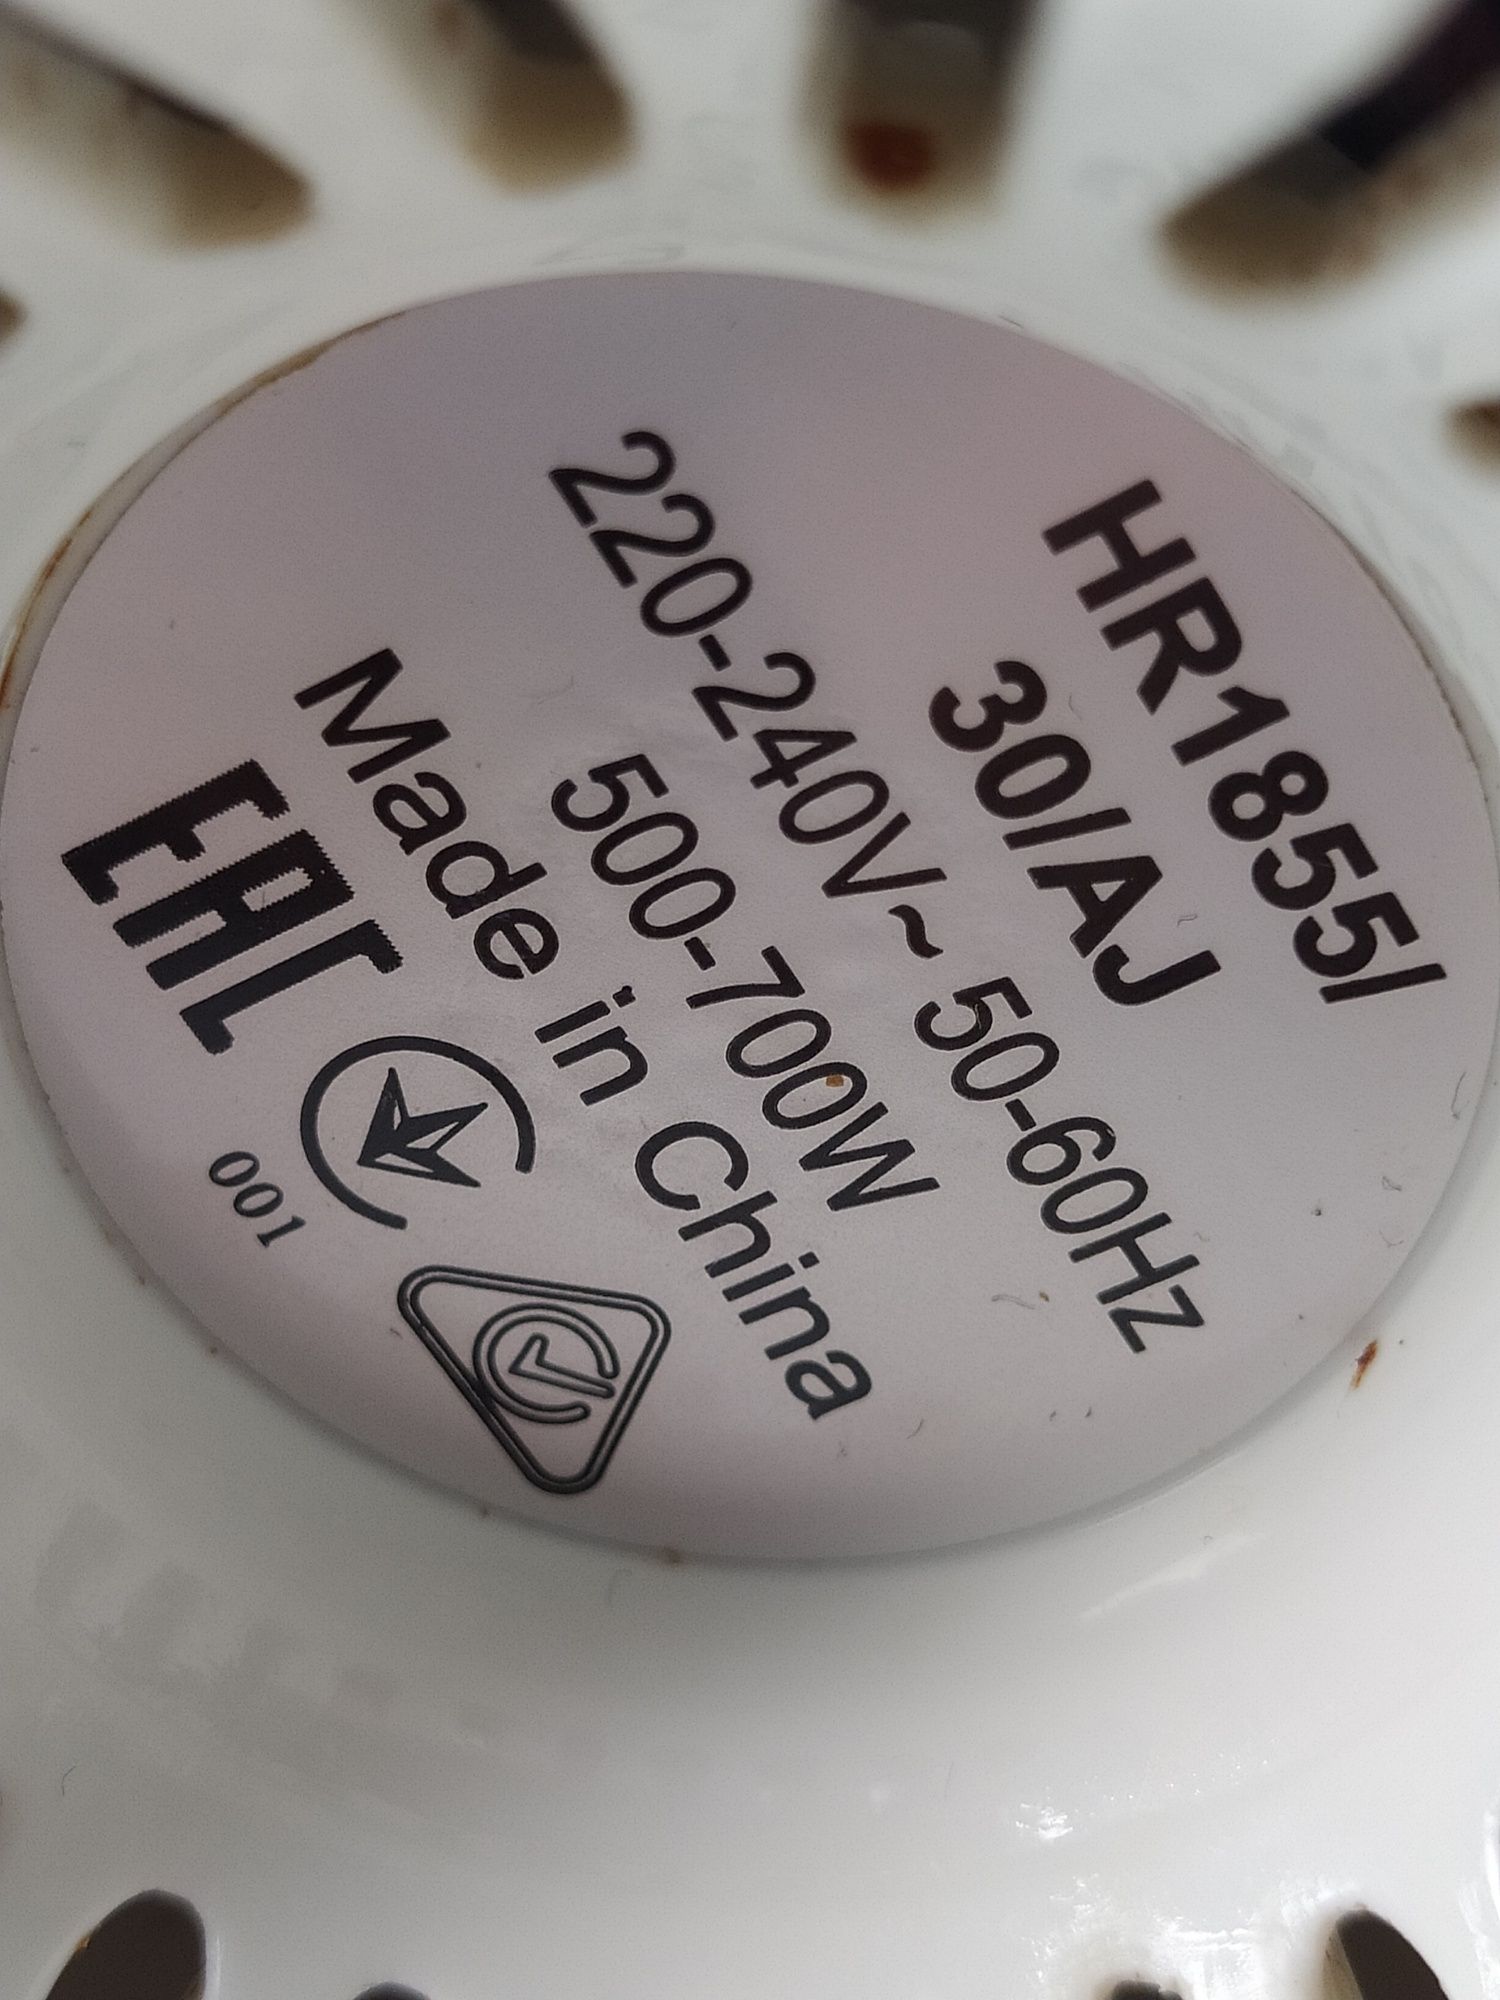 HR1855/
30/AJ
220-240V~ 50-60Hz
500-700W
Made in China
EAC
001